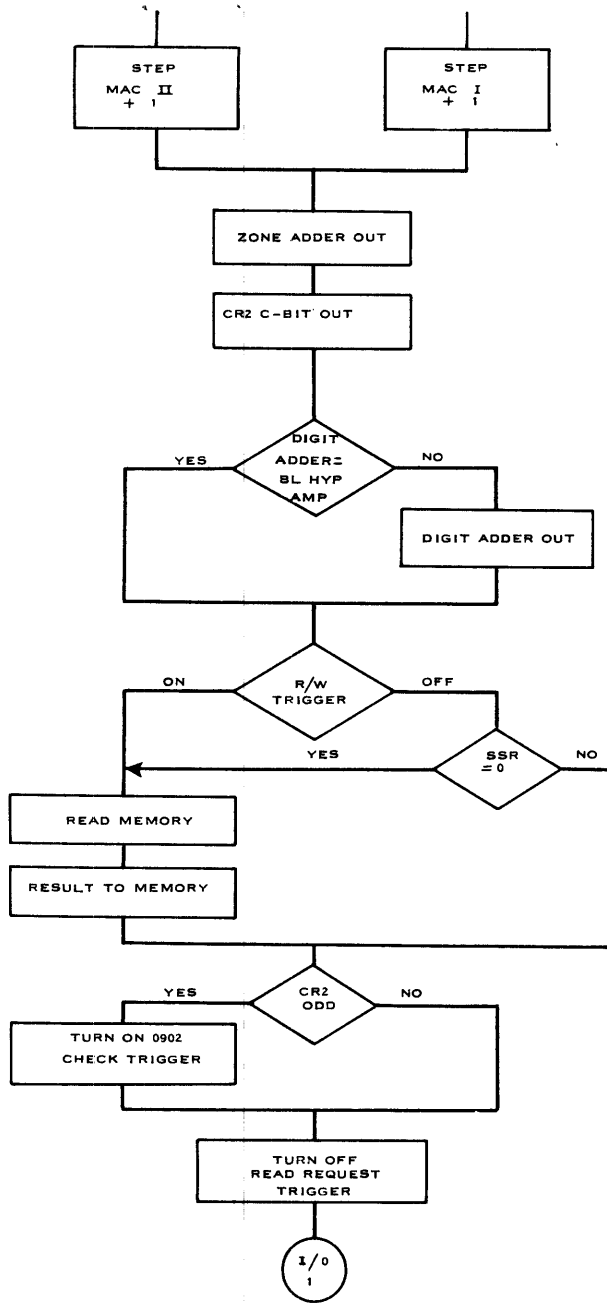 STEP
MAC II
+ 1
STEP
MAC I
+ 1
ZONE ADDER OUT
CR2 C-BIT OUT
DIGIT
ADDER=
BL HYP
AMP
YES
NO
DIGIT ADDER OUT
R/W
TRIGGER
ON
OFF
SSR
=0
YES
NO
READ MEMORY
RESULT TO MEMORY
CR2
ODD
YES
NO
TURN ON 0902
CHECK TRIGGER
TURN OFF
READ REQUEST
TRIGGER
I/O
1